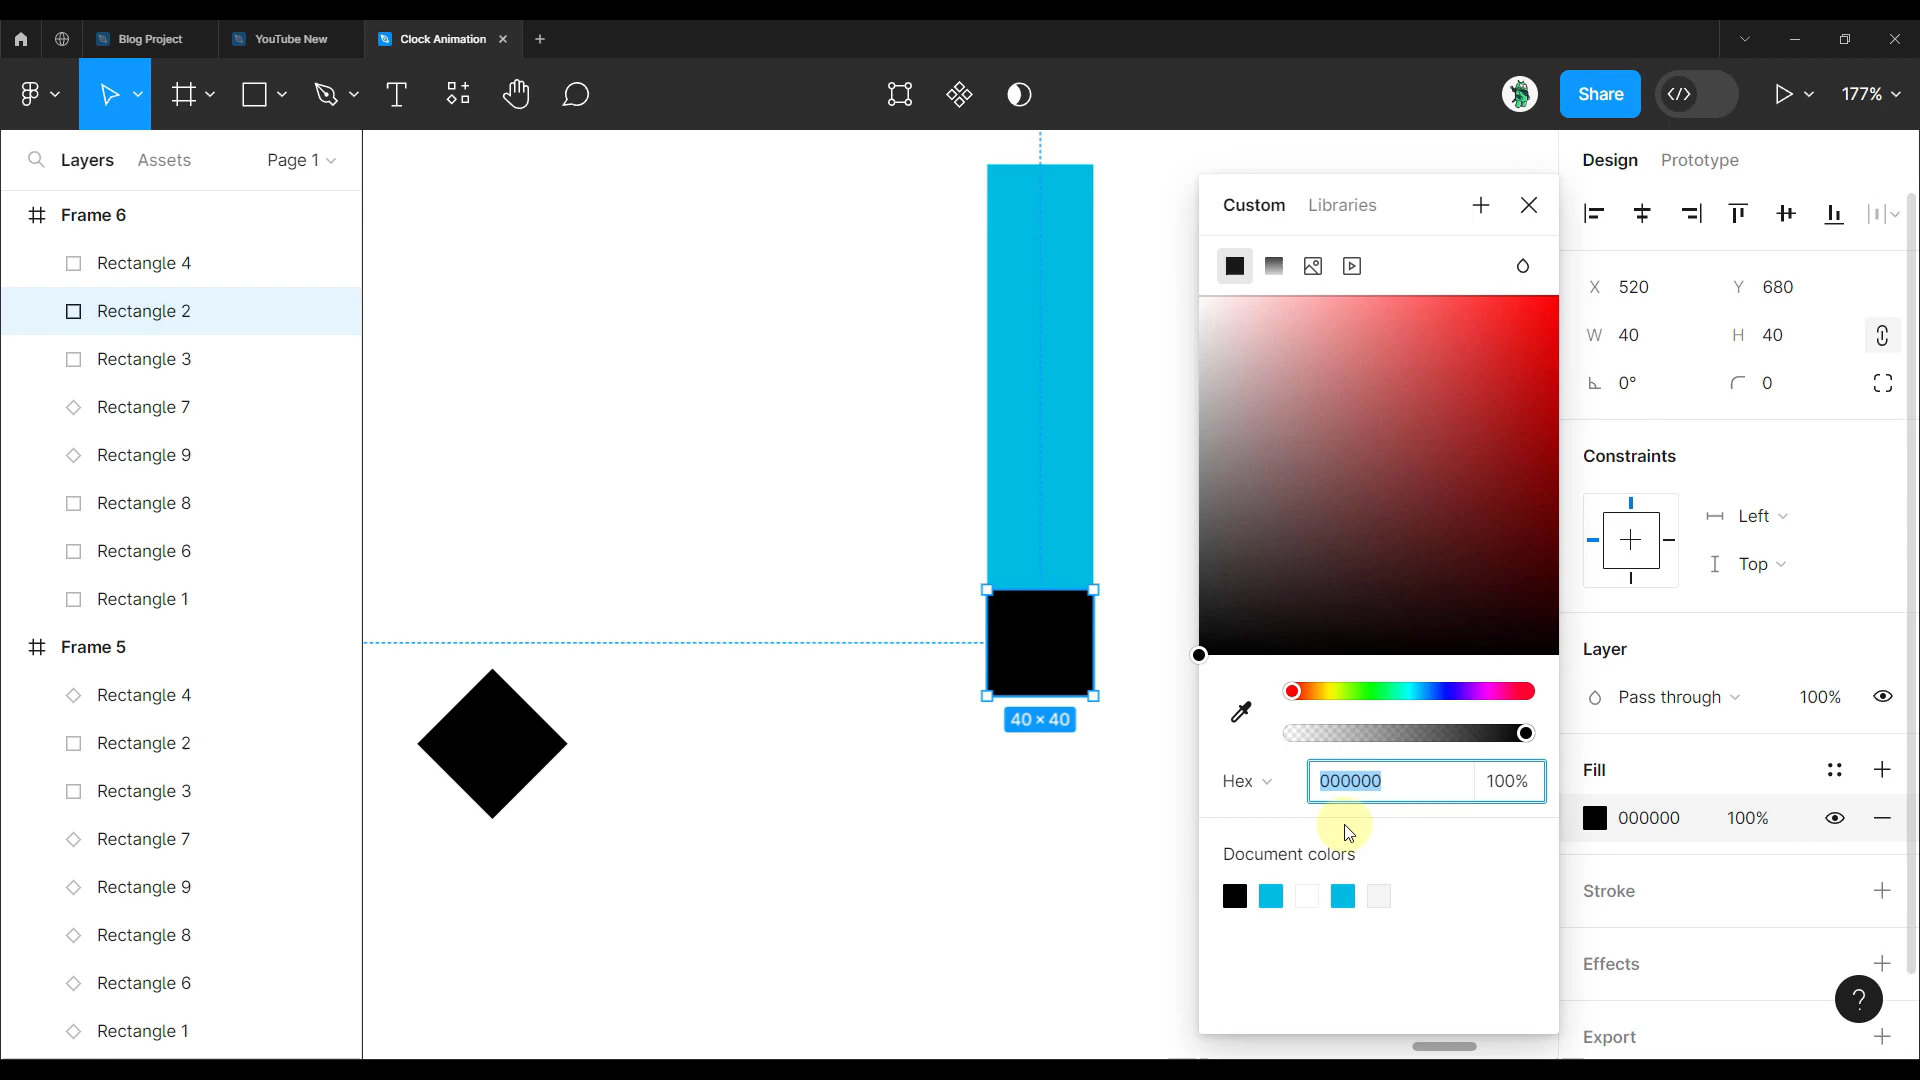 Blog Project
YouTube New
Clock Animation
Share
177%
Layers
Assets
Page 1
Frame 6
Rectangle 4
Rectangle 2
Rectangle 3
Rectangle 7
Rectangle 9
Rectangle 8
Rectangle 6
Rectangle 1
Frame 5
Rectangle 4
Rectangle 2
Rectangle 3
Rectangle 7
Rectangle 9
Rectangle 8
Rectangle 6
Rectangle 1
40 × 40
Custom
Libraries
Hex
000000
100%
Document colors
Design
Prototype
X 520
Y 680
W 40
H 40
0°
0
Constraints
Left
Top
Layer
Pass through
100%
Fill
000000
100%
Stroke
Effects
?
Export